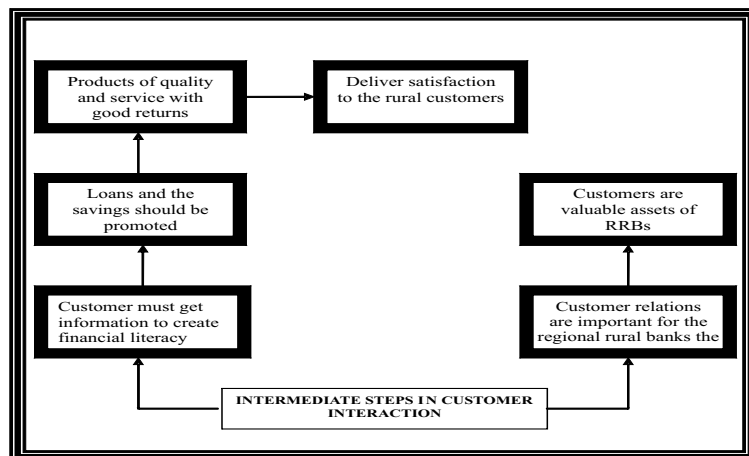 Products of quality
and service with
good returns
Deliver satisfaction
to the rural customers
Loans and the
savings should be
promoted
Customers are
valuable assets of
RRBs
Customer must get
information to create
financial literacy
Customer relations
are important for the
regional rural banks the
INTERMEDIATE STEPS IN CUSTOMER
INTERACTION